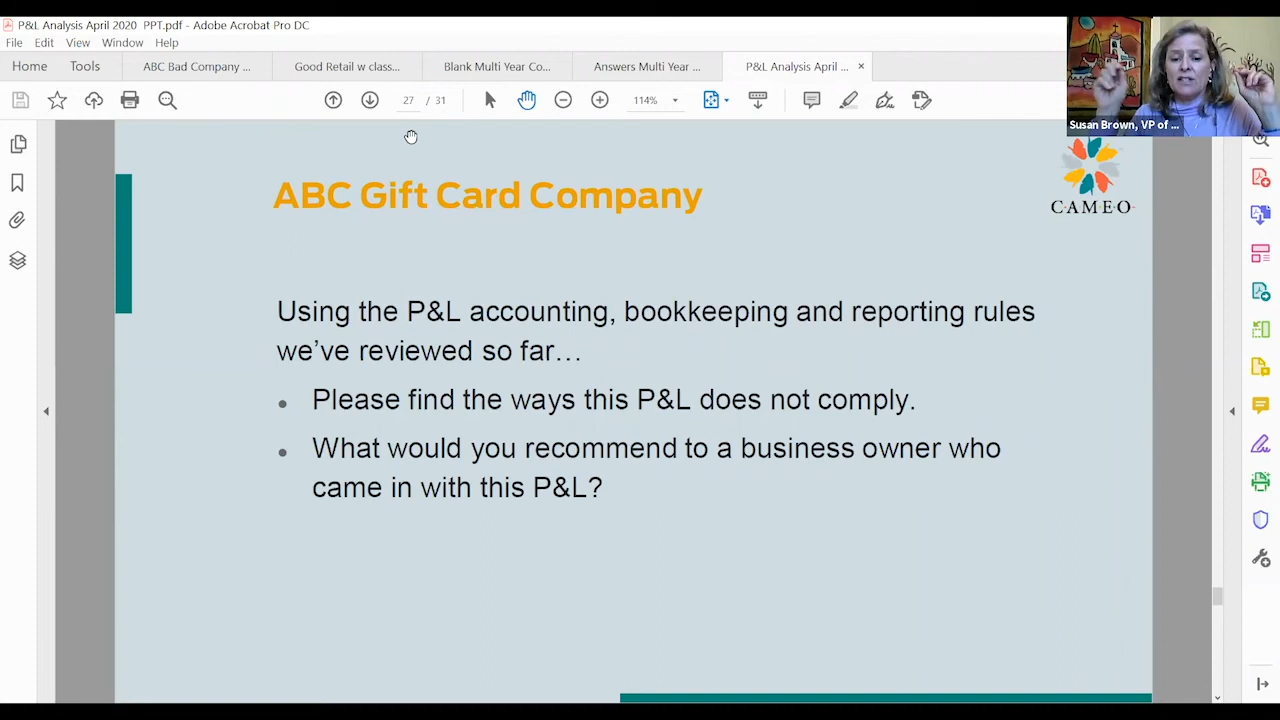 P&L Analysis April 2020 PPT.pdf - Adobe Acrobat Pro DC
File Edit View Window Help
Home Tools ABC Bad Company ... Good Retail w class... Blank Multi Year Co... Answers Multi Year ... P&L Analysis April ... ×
27 / 31 114%
Susan Brown, VP of ...
CAMEO
ABC Gift Card Company
Using the P&L accounting, bookkeeping and reporting rules
we've reviewed so far…
• Please find the ways this P&L does not comply.
• What would you recommend to a business owner who
came in with this P&L?